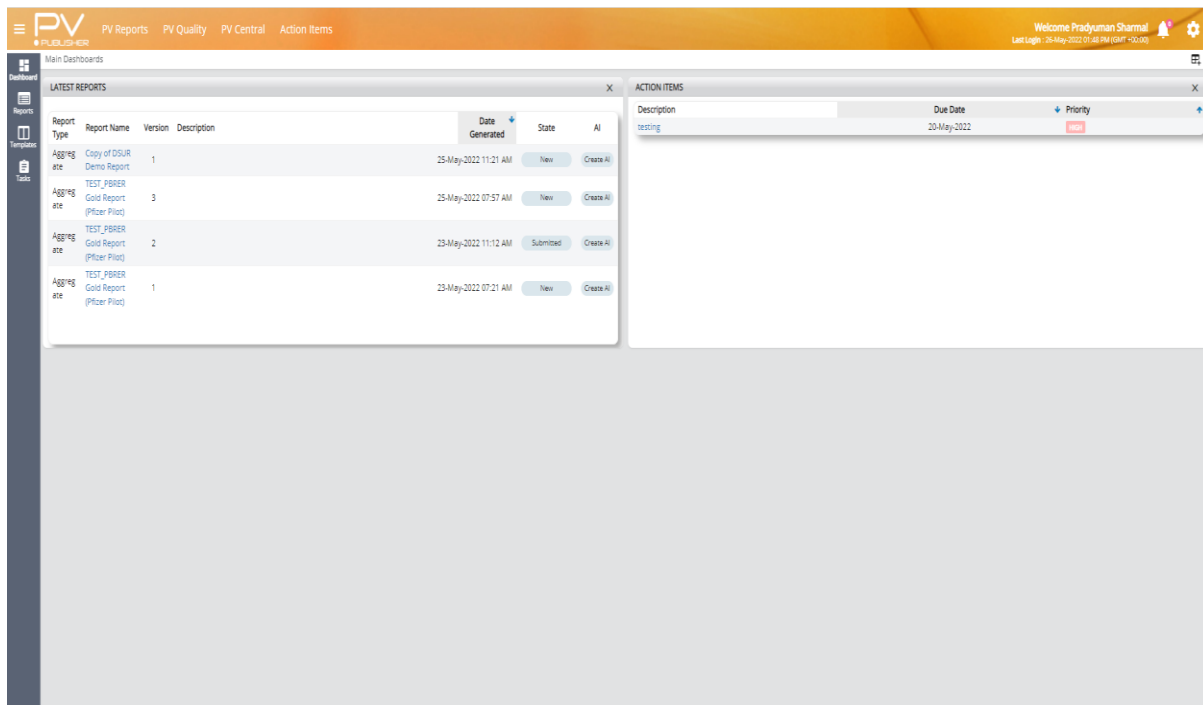 PV
PUBLISHER
PV Reports PV Quality PV Central Action Items
Welcome Pradyuman Sharmal
Last Login : 26-May-2022 01:48 PM (GMT +00:00)
Dashboard
Reports
Templates
Tasks
Main Dashboards
LATEST REPORTS X
Report Type Report Name Version Description Date Generated State AI
Aggreg
ate
Copy of DSUR
Demo Report
1 25-May-2022 11:21 AM New Create AI
Aggreg
ate
TEST_PBRER
Gold Report
(Pfizer Pilot)
3 25-May-2022 07:57 AM New Create AI
Aggreg
ate
TEST_PBRER
Gold Report
(Pfizer Pilot)
2 23-May-2022 11:12 AM Submitted Create AI
Aggreg
ate
TEST_PBRER
Gold Report
(Pfizer Pilot)
1 23-May-2022 07:21 AM New Create AI
ACTION ITEMS X
Description Due Date Priority
testing 20-May-2022 HIGH